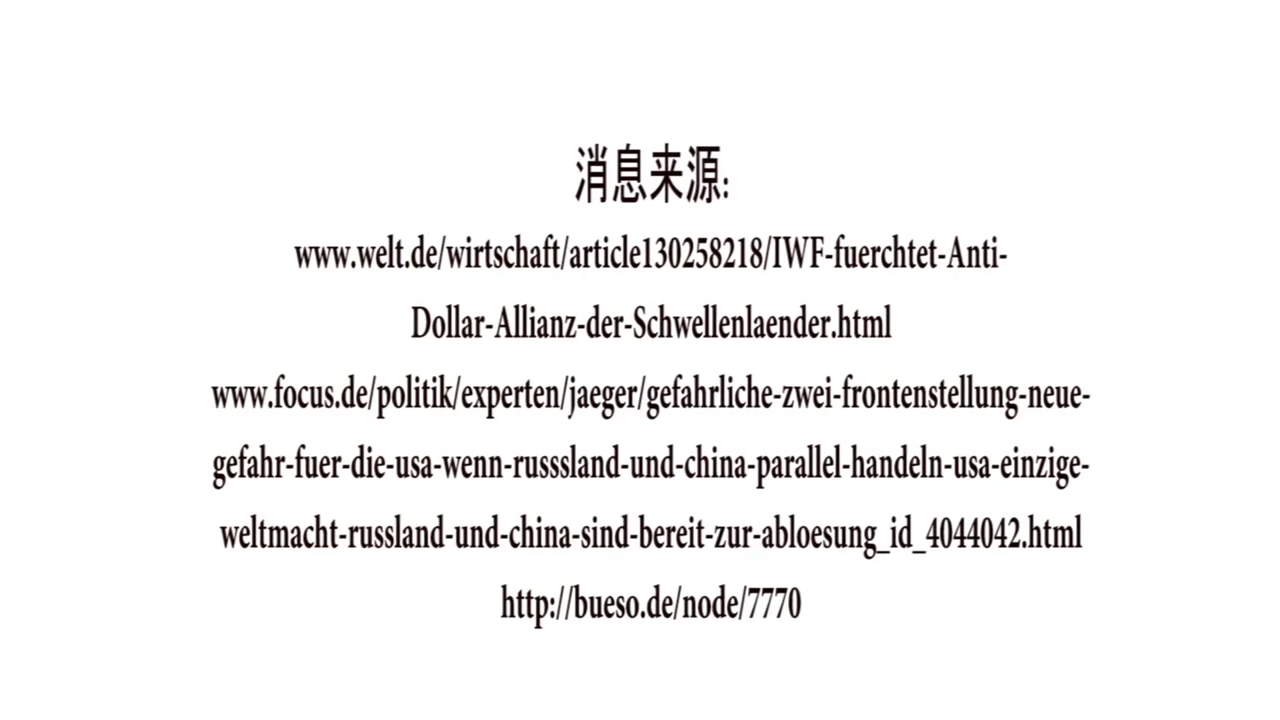 消息来源:
www.welt.de/wirtschaft/article130258218/IWF-fuerchtet-Anti-
Dollar-Allianz-der-Schwellenlaender.html
www.focus.de/politik/experten/jaeger/gefahrliche-zwei-frontenstellung-neue-
gefahr-fuer-die-usa-wenn-russsland-und-china-parallel-handeln-usa-einzige-
weltmacht-russland-und-china-sind-bereit-zur-abloesung_id_4044042.html
http://bueso.de/node/7770